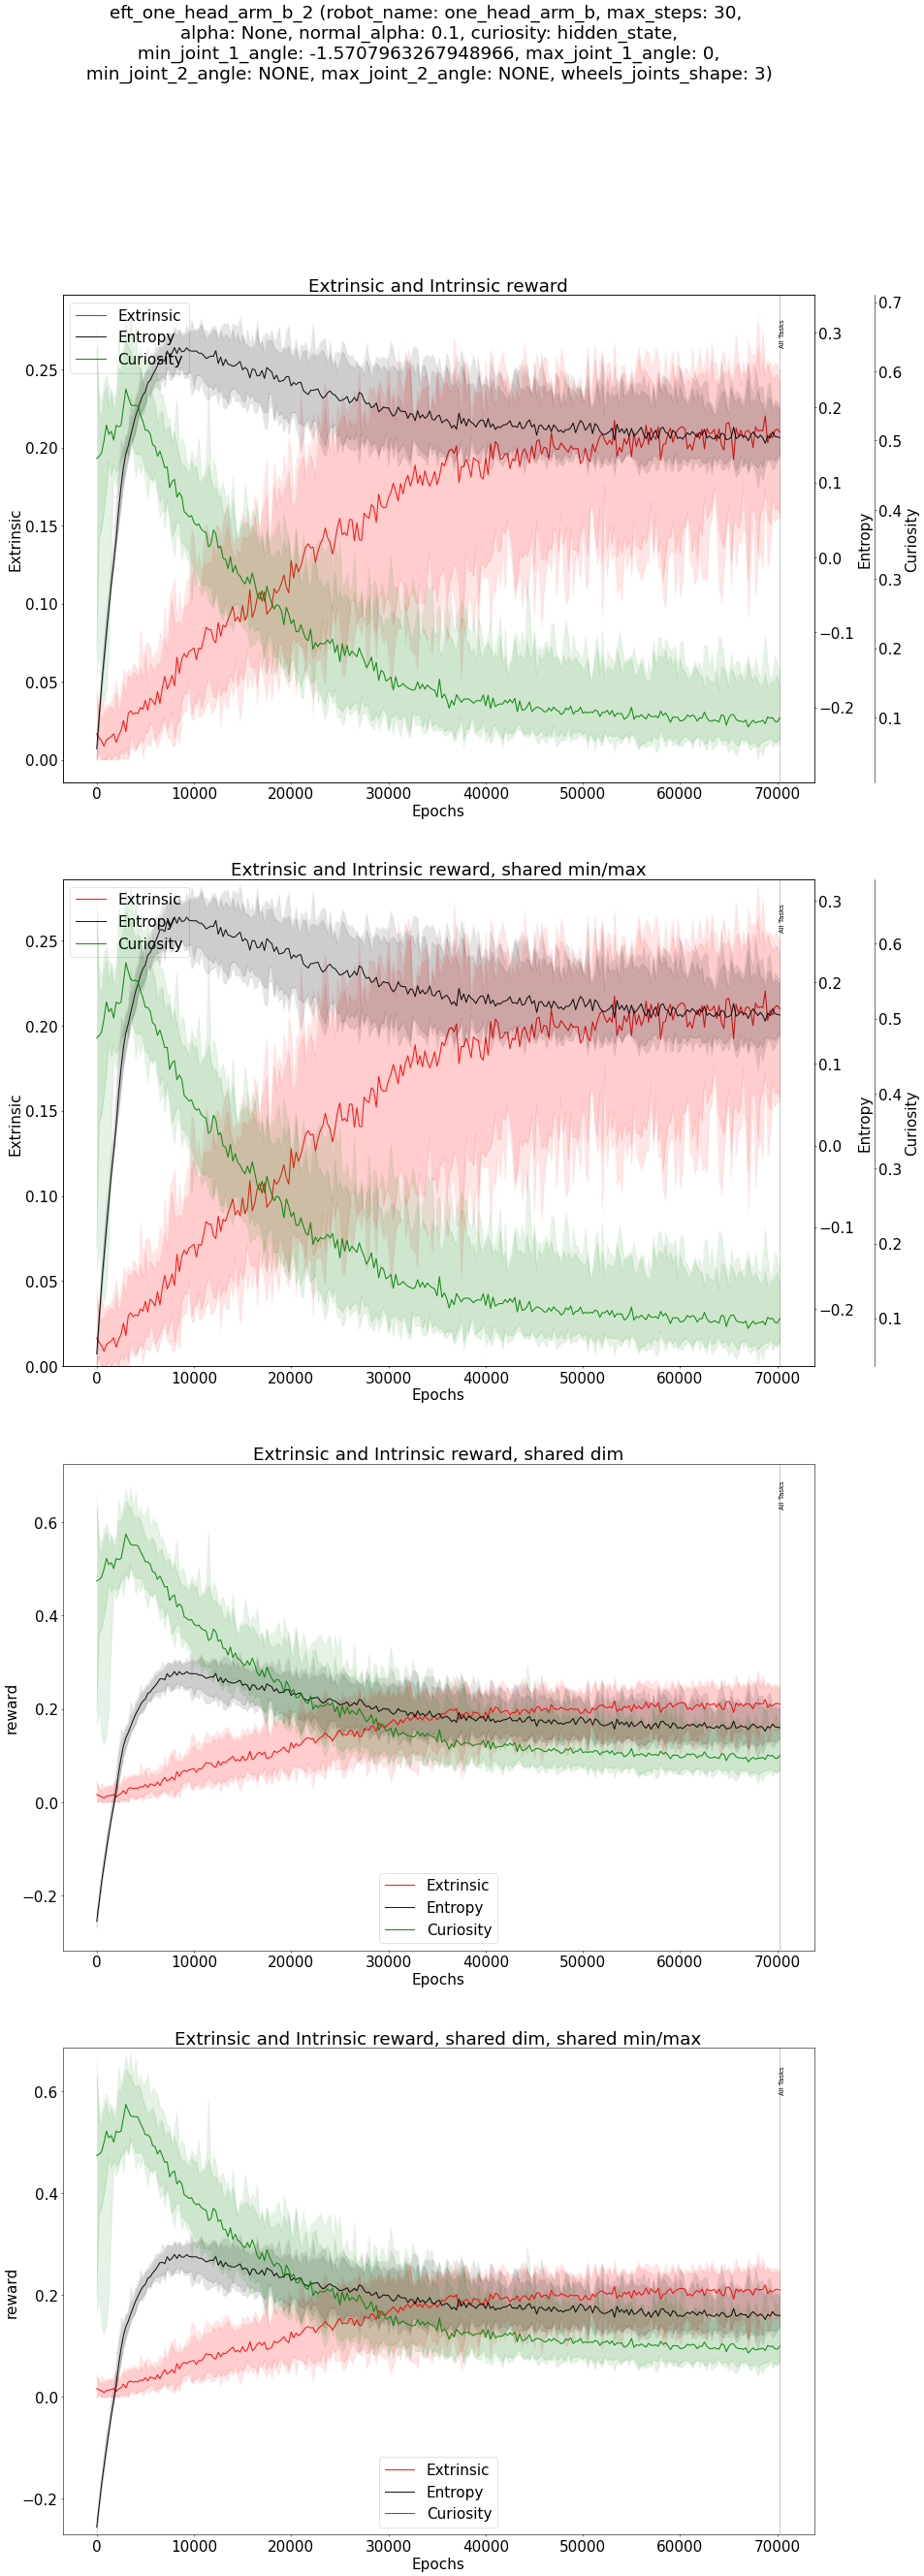 eft_one_head_arm_b_2 (robot_name: one_head_arm_b, max_steps: 30,
alpha: None, normal_alpha: 0.1, curiosity: hidden_state,
min_joint_1_angle: -1.5707963267948966, max_joint_1_angle: 0,
min_joint_2_angle: NONE, max_joint_2_angle: NONE, wheels_joints_shape: 3)
Extrinsic and Intrinsic reward
Extrinsic
Entropy
Curiosity
All Tasks
0.25
0.20
0.15
0.10
0.05
0.00
Extrinsic
0.3
0.2
0.1
0.0
−0.1
−0.2
Entropy
0.7
0.6
0.5
0.4
0.3
0.2
0.1
Curiosity
0 10000 20000 30000 40000 50000 60000 70000
Epochs
Extrinsic and Intrinsic reward, shared min/max
Extrinsic
Entropy
Curiosity
All Tasks
0.25
0.20
0.15
0.10
0.05
0.00
Extrinsic
0.3
0.2
0.1
0.0
−0.1
−0.2
Entropy
0.6
0.5
0.4
0.3
0.2
0.1
Curiosity
0 10000 20000 30000 40000 50000 60000 70000
Epochs
Extrinsic and Intrinsic reward, shared dim
All Tasks
0.6
0.4
0.2
0.0
−0.2
reward
Extrinsic
Entropy
Curiosity
0 10000 20000 30000 40000 50000 60000 70000
Epochs
Extrinsic and Intrinsic reward, shared dim, shared min/max
All Tasks
0.6
0.4
0.2
0.0
−0.2
reward
Extrinsic
Entropy
Curiosity
0 10000 20000 30000 40000 50000 60000 70000
Epochs